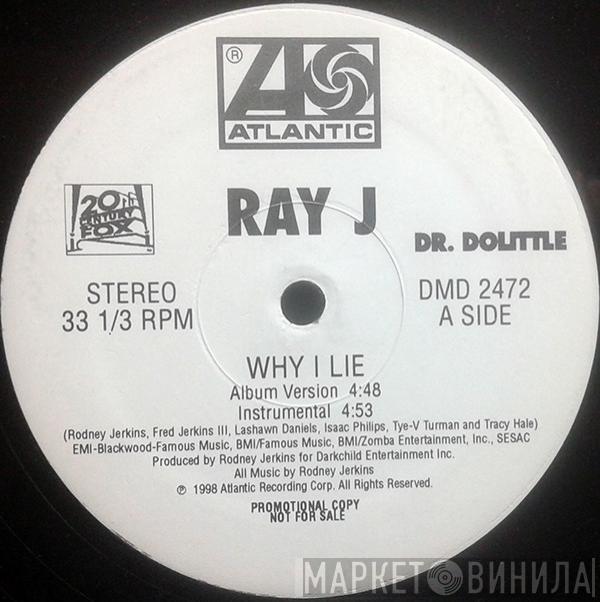 ®
ATLANTIC
20th
CENTURY
FOX
RAY J
DR. DOLITTLE
STEREO
33 1/3 RPM
DMD 2472
A SIDE
WHY I LIE
Album Version 4:48
Instrumental 4:53
(Rodney Jerkins, Fred Jerkins III, Lashawn Daniels, Isaac Philips, Tye-V Turman and Tracy Hale)
EMI-Blackwood-Famous Music, BMI/Famous Music, BMI/Zomba Entertainment, Inc., SESAC
Produced by Rodney Jerkins for Darkchild Entertainment Inc.
All Music by Rodney Jerkins
℗ 1998 Atlantic Recording Corp. All Rights Reserved.
PROMOTIONAL COPY
NOT FOR SALE
МАРКЕТ ВИНИЛА